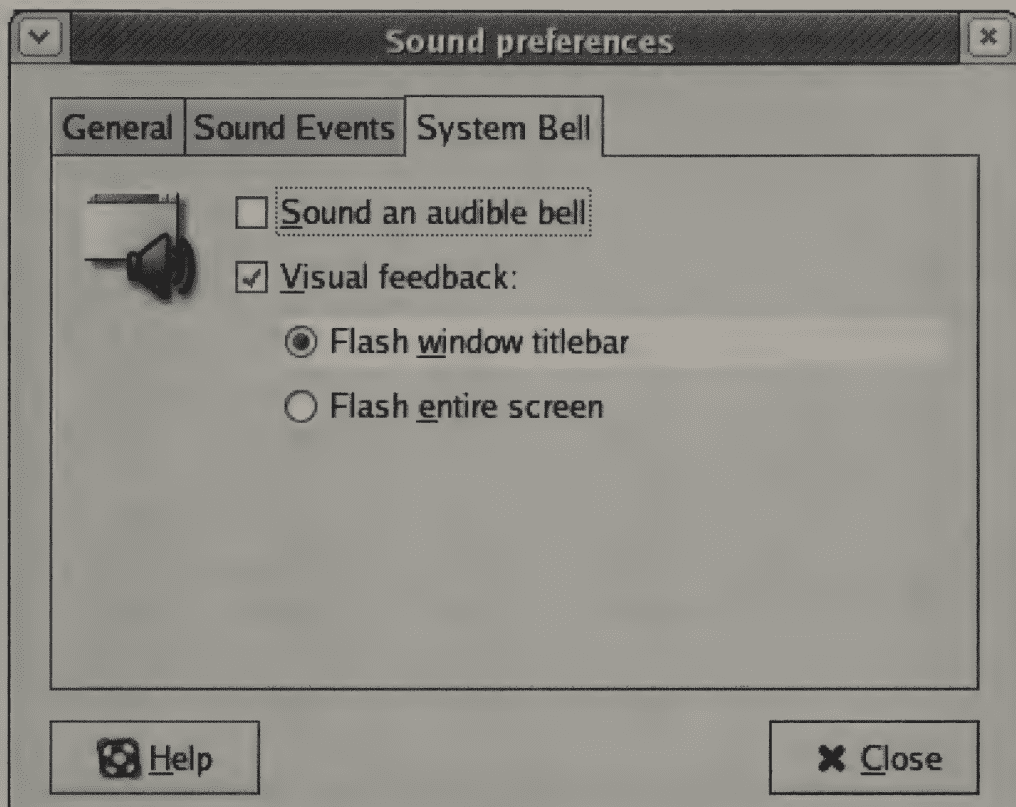 Sound preferences
General Sound Events System Bell
Sound an audible bell
Visual feedback:
Flash window titlebar
Flash entire screen
Help Close